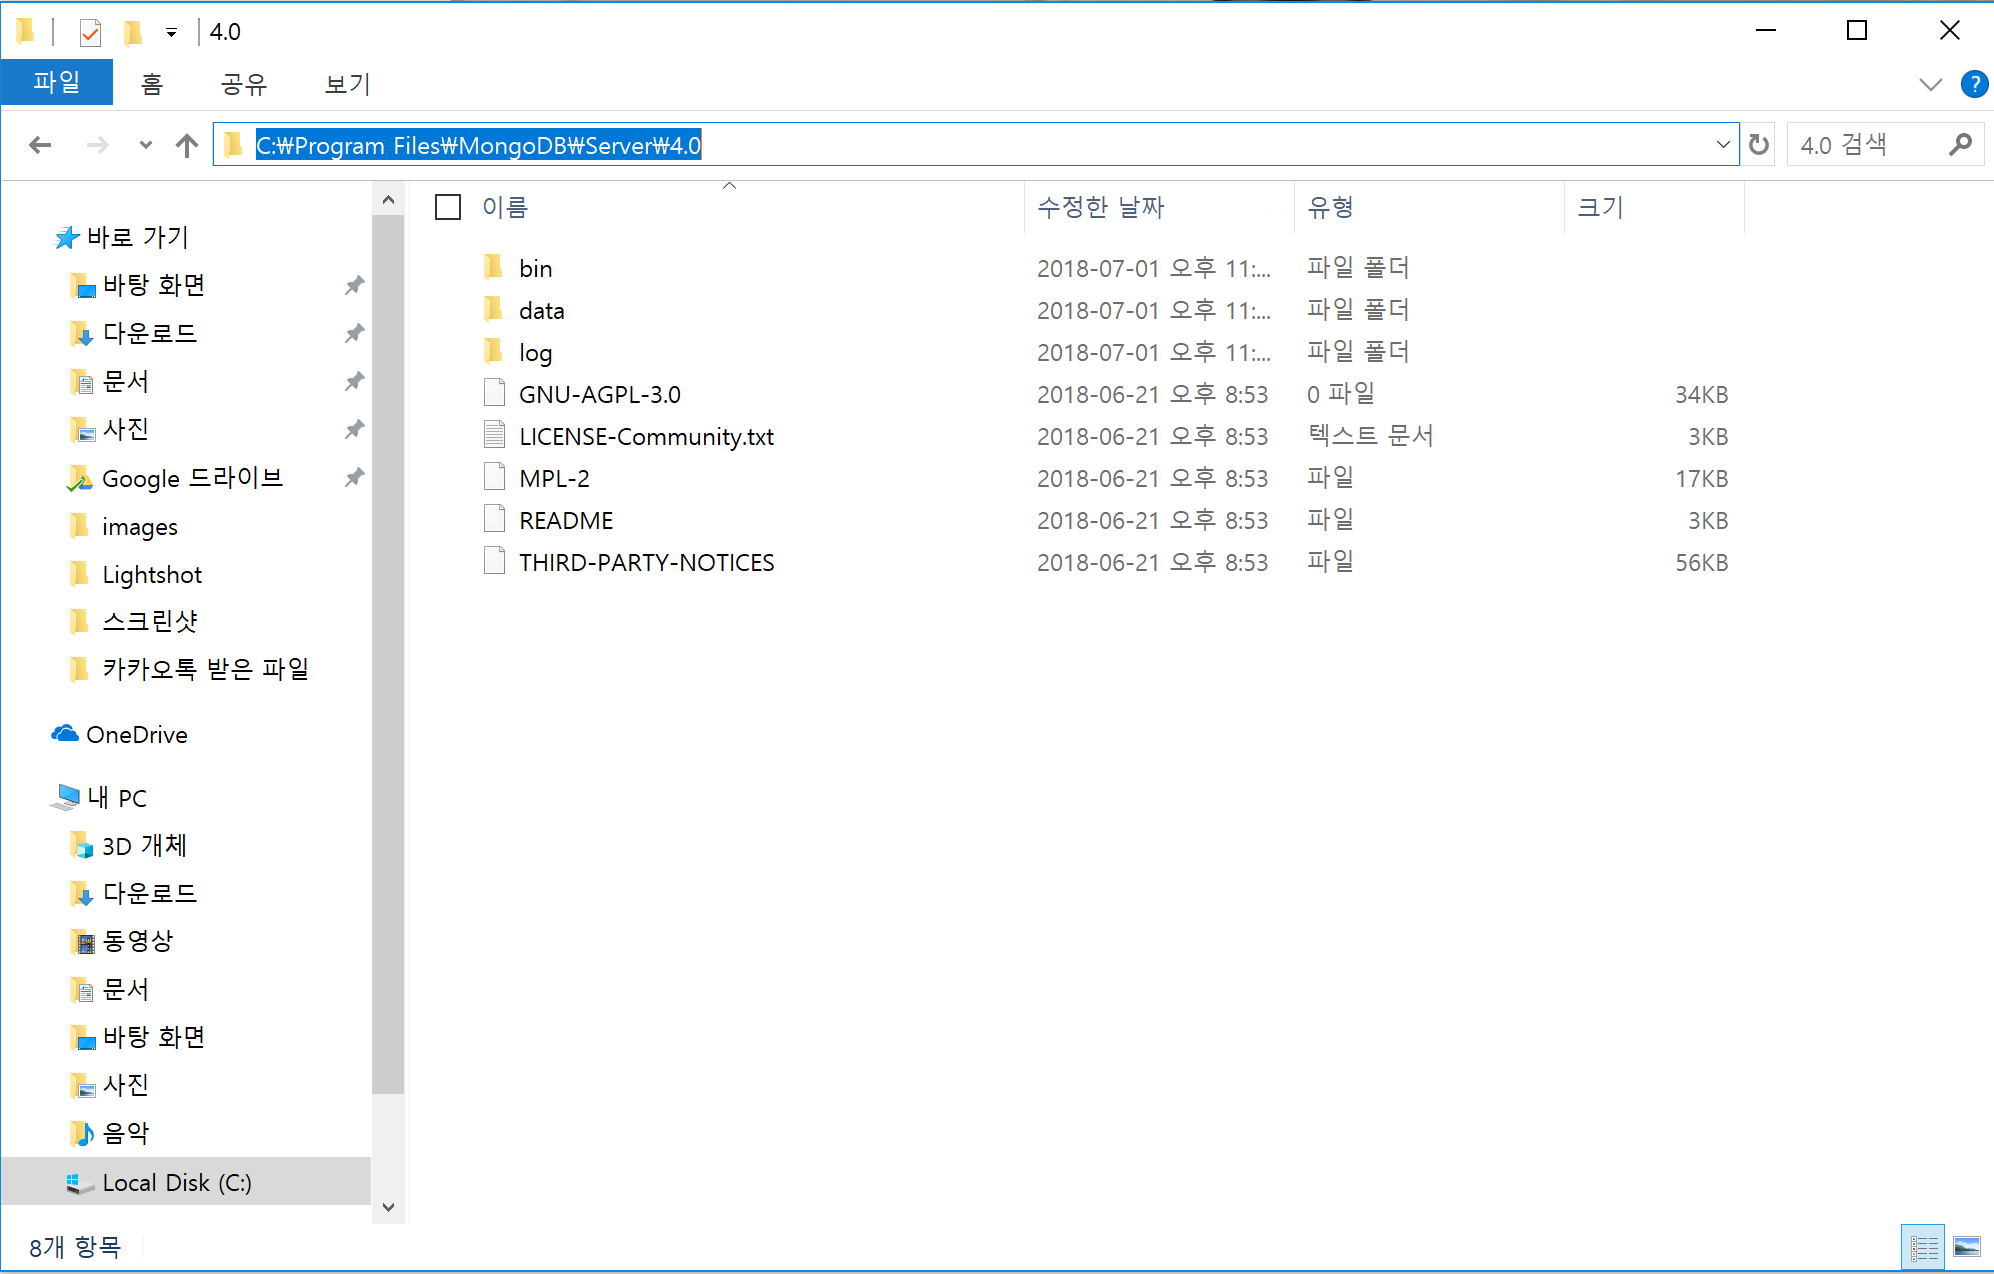 4.0
파일 홈 공유 보기
C:₩Program Files₩MongoDB₩Server₩4.0
4.0 검색
바로 가기
바탕 화면
다운로드
문서
사진
Google 드라이브
images
Lightshot
스크린샷
카카오톡 받은 파일
OneDrive
내 PC
3D 개체
다운로드
동영상
문서
바탕 화면
사진
음악
Local Disk (C:)
이름 수정한 날짜 유형 크기
bin 2018-07-01 오후 11:... 파일 폴더
data 2018-07-01 오후 11:... 파일 폴더
log 2018-07-01 오후 11:... 파일 폴더
GNU-AGPL-3.0 2018-06-21 오후 8:53 0 파일 34KB
LICENSE-Community.txt 2018-06-21 오후 8:53 텍스트 문서 3KB
MPL-2 2018-06-21 오후 8:53 파일 17KB
README 2018-06-21 오후 8:53 파일 3KB
THIRD-PARTY-NOTICES 2018-06-21 오후 8:53 파일 56KB
8개 항목